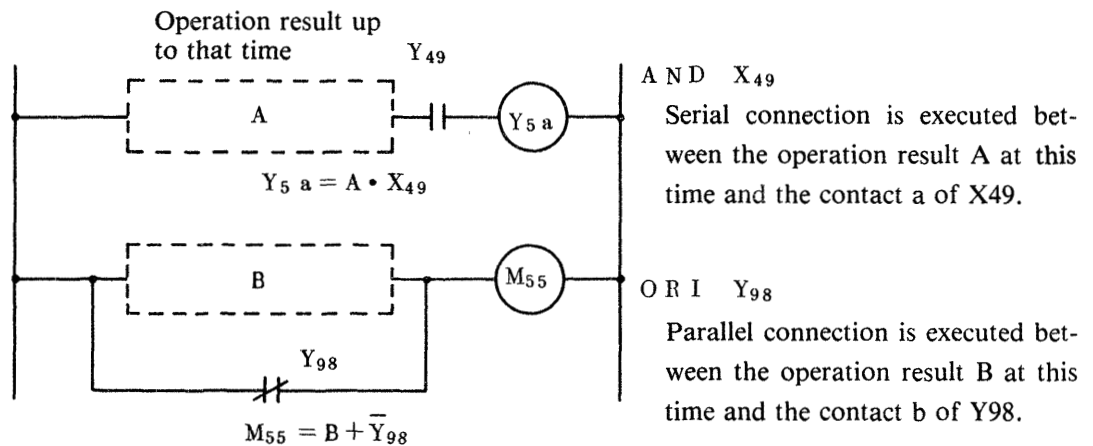 Operation result up
to that time
Y49
A
Y5 a
Y5 a = A • X49
AND X49
Serial connection is executed bet-
ween the operation result A at this
time and the contact a of X49.
B
M55
Y98
M55 = B + Y̅98
ORI Y98
Parallel connection is executed bet-
ween the operation result B at this
time and the contact b of Y98.